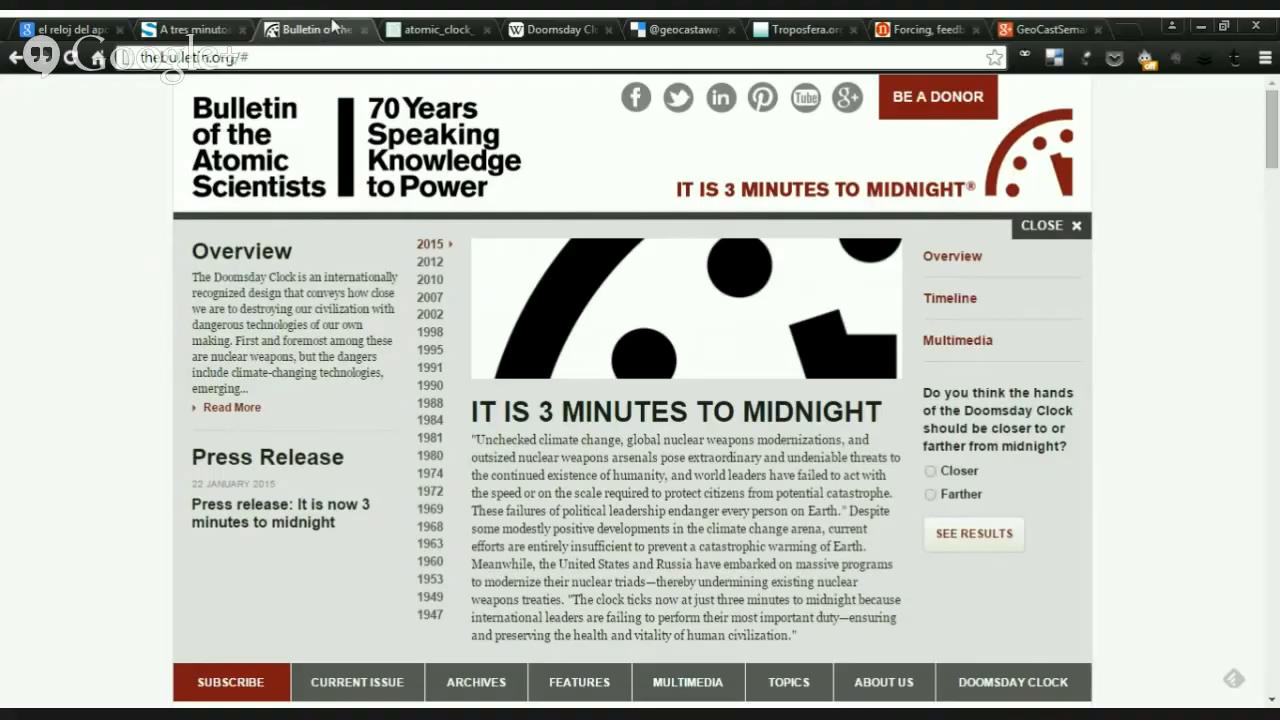 el reloj del apo
A tres minuto
Bulletin of the
atomic_clock_
Doomsday Cl
@geocastawa
Troposfera.or
Forcing, feedb
GeoCastSema
Google+
thebulletin.org/#
off
Bulletin
of the
Atomic
Scientists
70 Years
Speaking
Knowledge
to Power
You Tube
BE A DONOR
IT IS 3 MINUTES TO MIDNIGHT®
CLOSE ×
Overview
The Doomsday Clock is an internationally
recognized design that conveys how close
we are to destroying our civilization with
dangerous technologies of our own
making. First and foremost among these
are nuclear weapons, but the dangers
include climate-changing technologies,
emerging...
Read More
Press Release
22 JANUARY 2015
Press release: It is now 3
minutes to midnight
2015
2012
2010
2007
2002
1998
1995
1991
1990
1988
1984
1981
1980
1974
1972
1969
1968
1963
1960
1953
1949
1947
IT IS 3 MINUTES TO MIDNIGHT
"Unchecked climate change, global nuclear weapons modernizations, and
outsized nuclear weapons arsenals pose extraordinary and undeniable threats to
the continued existence of humanity, and world leaders have failed to act with
the speed or on the scale required to protect citizens from potential catastrophe.
These failures of political leadership endanger every person on Earth." Despite
some modestly positive developments in the climate change arena, current
efforts are entirely insufficient to prevent a catastrophic warming of Earth.
Meanwhile, the United States and Russia have embarked on massive programs
to modernize their nuclear triads—thereby undermining existing nuclear
weapons treaties. "The clock ticks now at just three minutes to midnight because
international leaders are failing to perform their most important duty—ensuring
and preserving the health and vitality of human civilization."
Overview
Timeline
Multimedia
Do you think the hands
of the Doomsday Clock
should be closer to or
farther from midnight?
Closer
Farther
SEE RESULTS
SUBSCRIBE
CURRENT ISSUE
ARCHIVES
FEATURES
MULTIMEDIA
TOPICS
ABOUT US
DOOMSDAY CLOCK